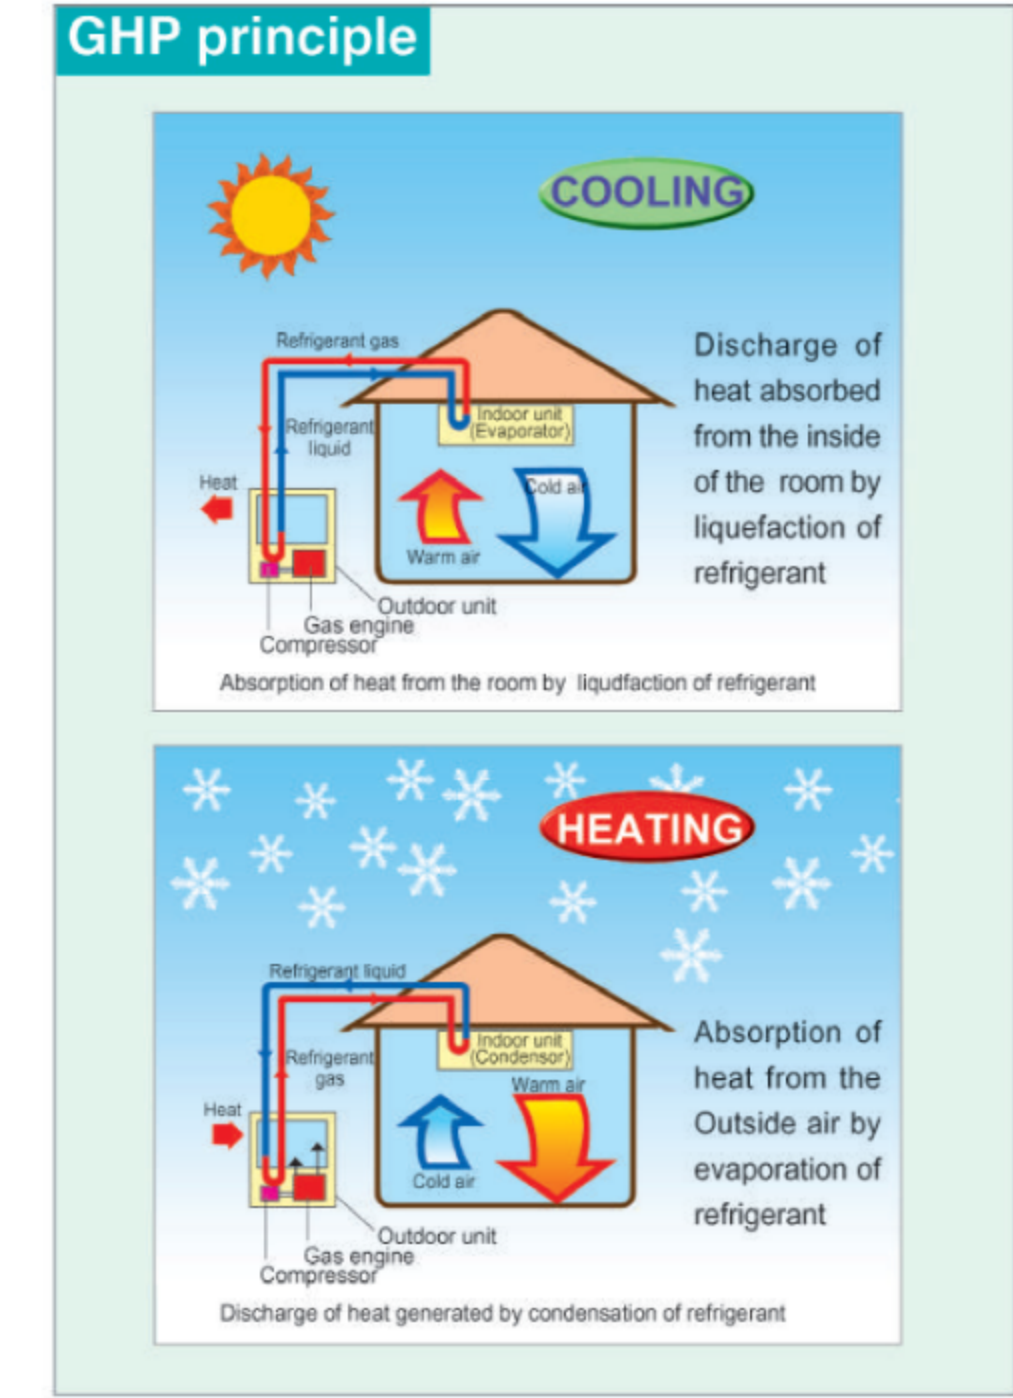 GHP principle
COOLING
Refrigerant gas
Refrigerant
liquid
Indoor unit
(Evaporator)
Heat
Warm air
Cold air
Outdoor unit
Gas engine
Compressor
Discharge of
heat absorbed
from the inside
of the room by
liquefaction of
refrigerant
Absorption of heat from the room by liqudfaction of refrigerant
HEATING
Refrigerant liquid
Refrigerant
gas
Indoor unit
(Condensor)
Warm air
Heat
Cold air
Outdoor unit
Gas engine
Compressor
Absorption of
heat from the
Outside air by
evaporation of
refrigerant
Discharge of heat generated by condensation of refrigerant